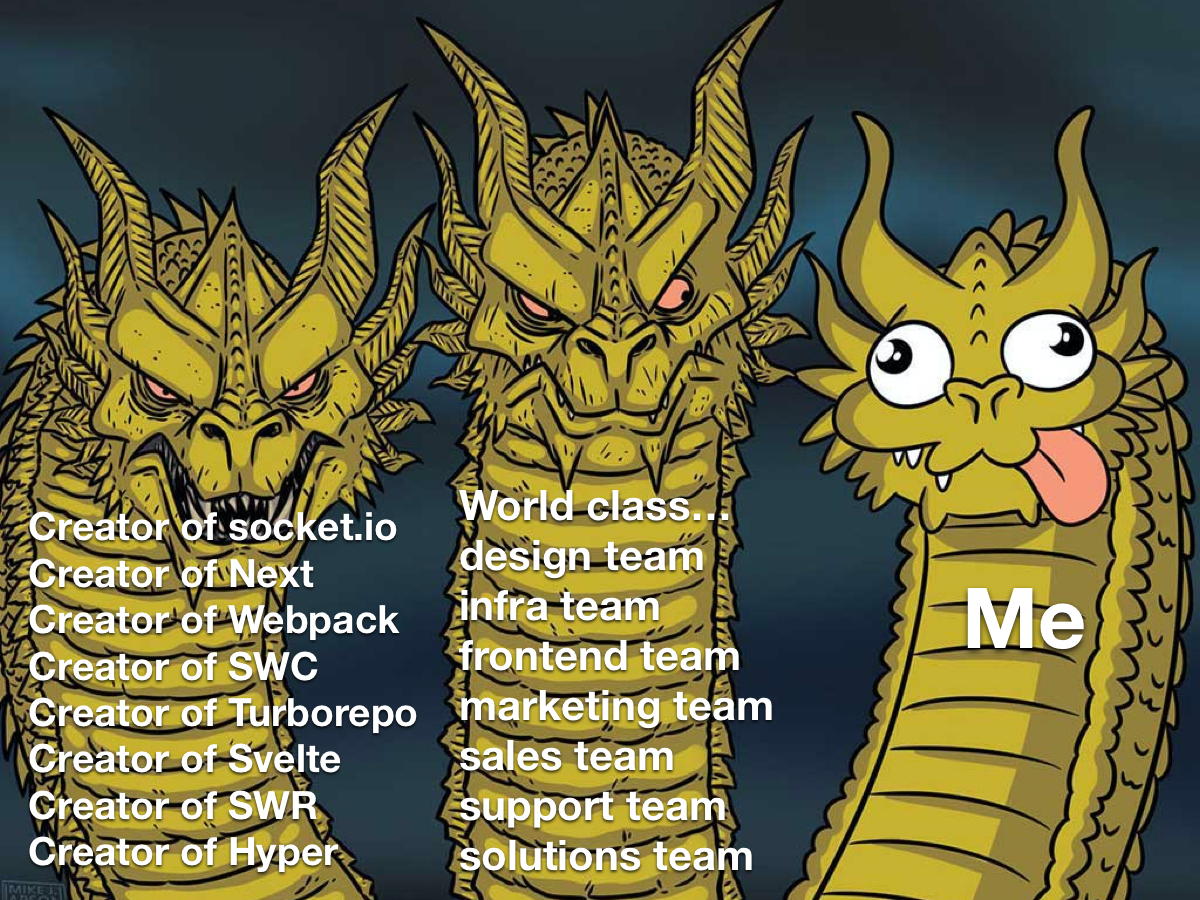 Creator of socket.io
Creator of Next
Creator of Webpack
Creator of SWC
Creator of Turborepo
Creator of Svelte
Creator of SWR
Creator of Hyper
World class...
design team
infra team
frontend team
marketing team
sales team
support team
solutions team
Me
MIKE J.